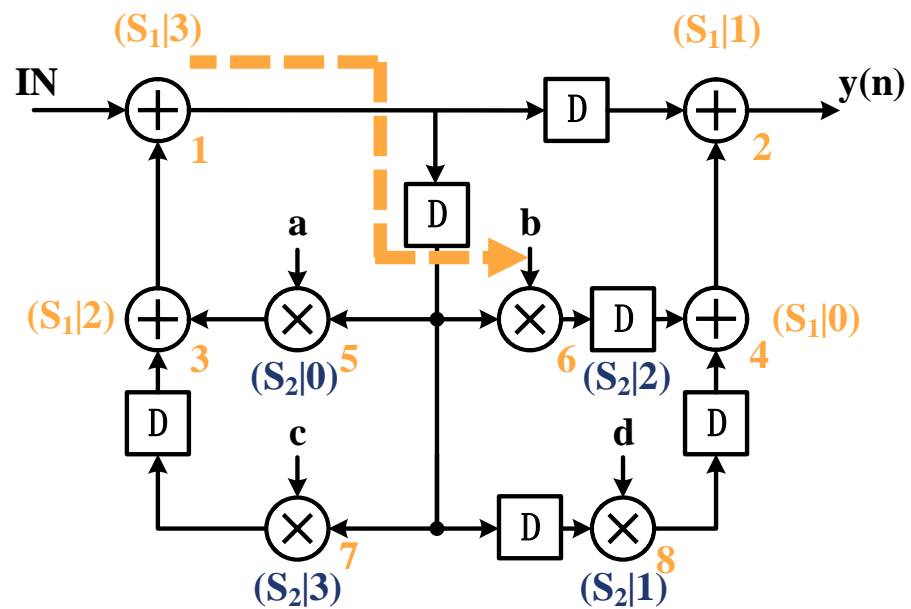 (S₁|3)
(S₁|1)
IN
D
y(n)
1
2
D
a
b
(S₁|2)
D
(S₁|0)
3
(S₂|0)
5
6
(S₂|2)
4
D
c
d
D
D
7
8
(S₂|3)
(S₂|1)